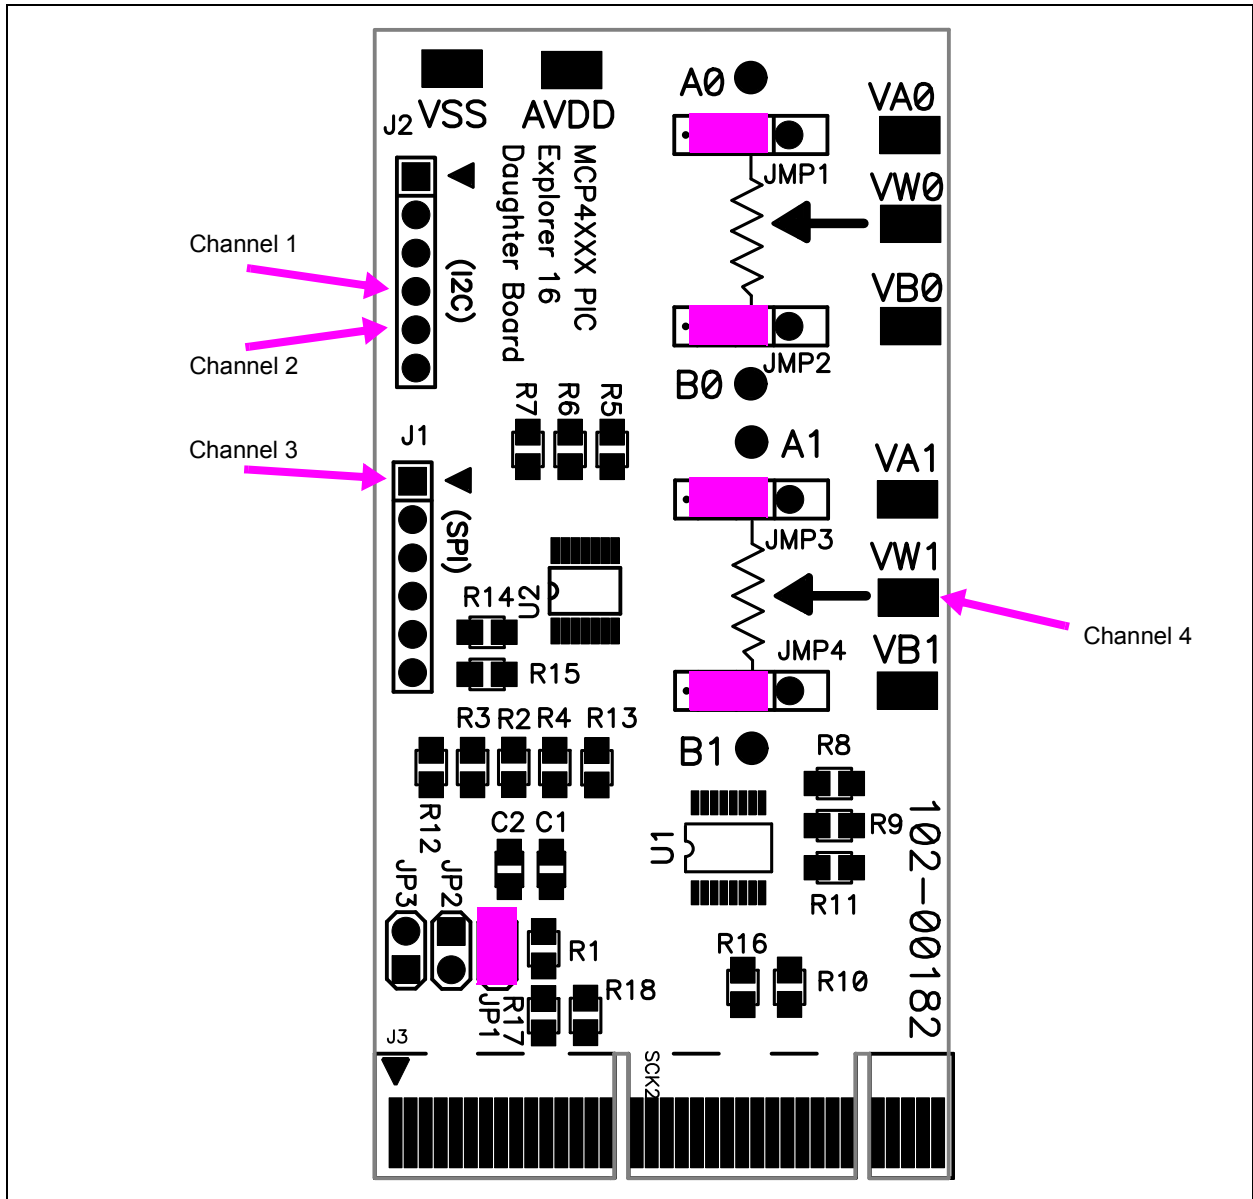 VSS
AVDD
J2
MCP4XXX PIC
Explorer 16
Daughter Board
(I2C)
Channel 1
Channel 2
Channel 3
Channel 4
A0
VA0
JMP1
VW0
VB0
JMP2
B0
R7
R6
R5
J1
(SPI)
A1
VA1
JMP3
VW1
JMP4
VB1
B1
R14
U2
R15
R3
R2
R4
R13
R12
C2
C1
U1
R8
R9
R11
102-00182
JP3
JP2
JP1
R1
R17
R18
R16
R10
J3
SCK2